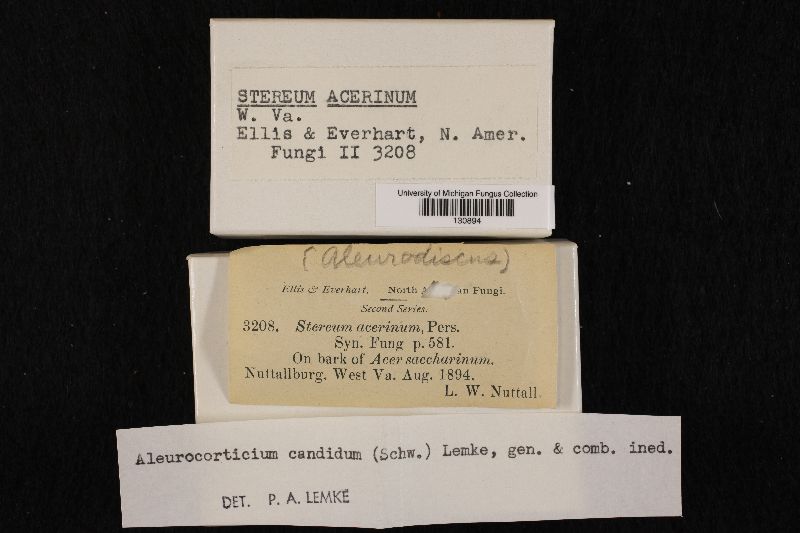 STEREUM ACERINUM
W. Va.
Ellis & Everhart, N. Amer.
Fungi II 3208
University of Michigan Fungus Collection
130894
(Aleurodiscus)
Ellis & Everhart. North an Fungi.
Second Series.
3208. Stereum acerinum, Pers.
Syn. Fung p. 581.
On bark of Acer saccharinum.
Nuttallburg, West Va. Aug. 1894.
L. W. Nuttall.
Aleurocorticium candidum (Schw.) Lemke, gen. & comb. ined.
DET. P. A. LEMKE